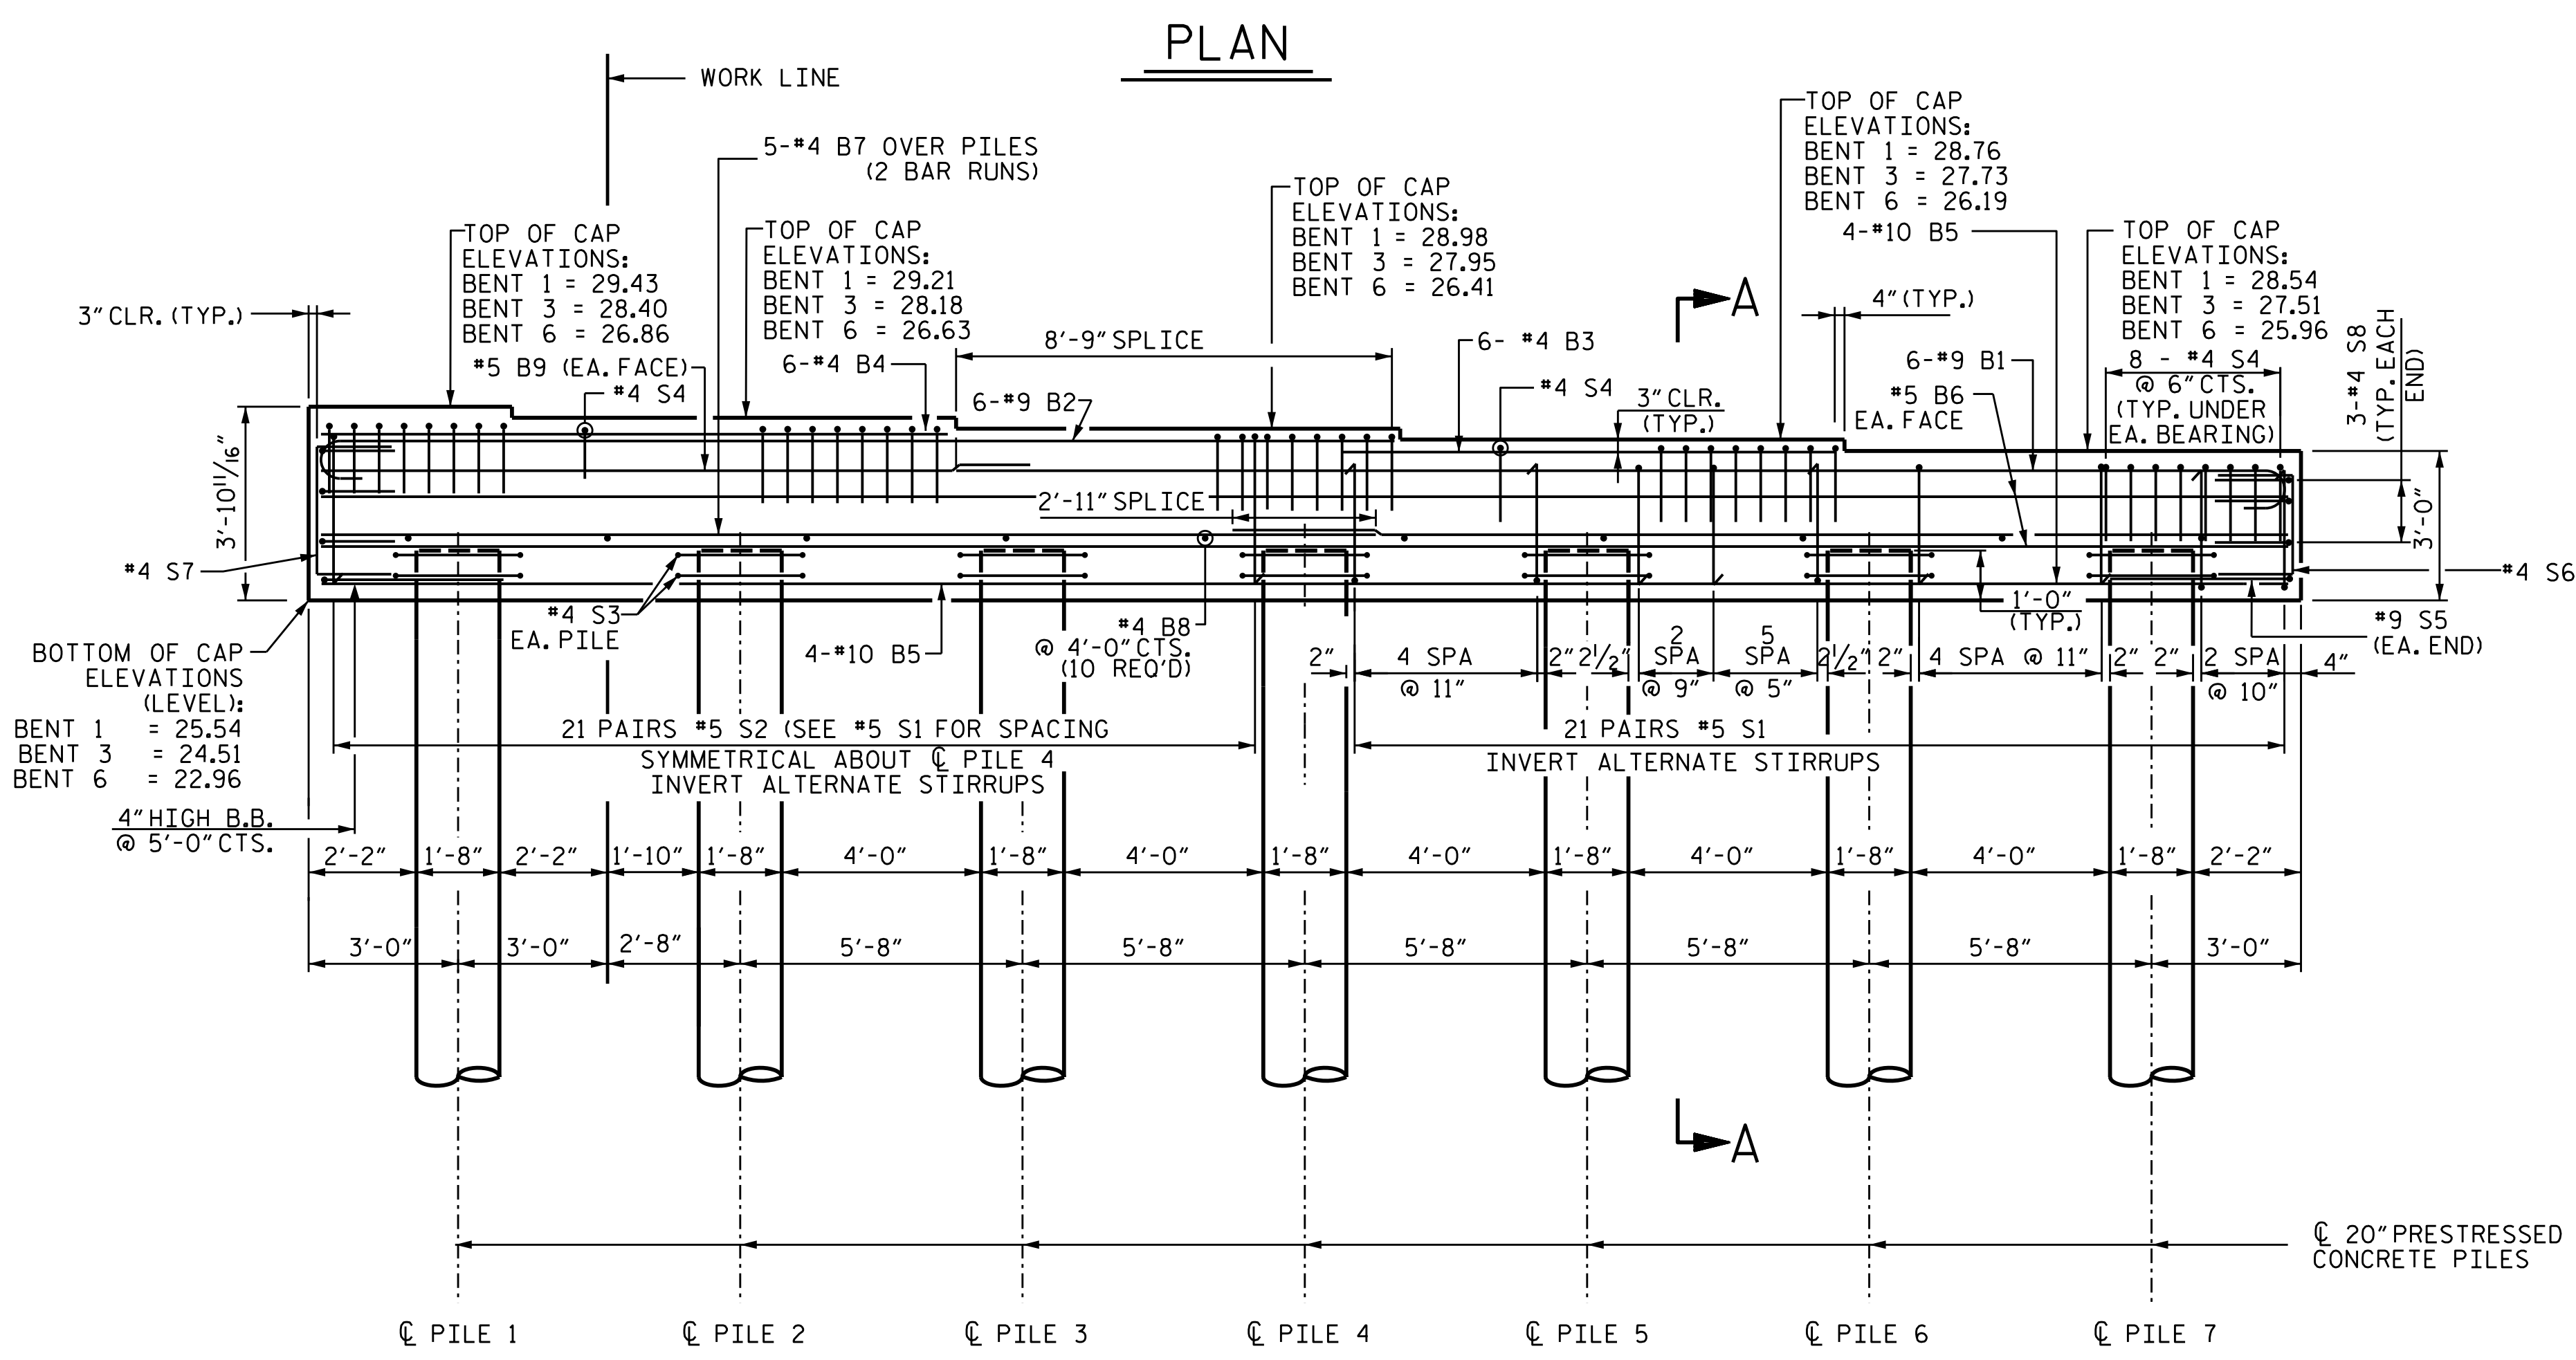 PLAN
WORK LINE
5-#4 B7 OVER PILES
(2 BAR RUNS)
TOP OF CAP
ELEVATIONS:
BENT 1 = 29.43
BENT 3 = 28.40
BENT 6 = 26.86
TOP OF CAP
ELEVATIONS:
BENT 1 = 29.21
BENT 3 = 28.18
BENT 6 = 26.63
TOP OF CAP
ELEVATIONS:
BENT 1 = 28.98
BENT 3 = 27.95
BENT 6 = 26.41
TOP OF CAP
ELEVATIONS:
BENT 1 = 28.76
BENT 3 = 27.73
BENT 6 = 26.19
TOP OF CAP
ELEVATIONS:
BENT 1 = 28.54
BENT 3 = 27.51
BENT 6 = 25.96
4-#10 B5
A
4" (TYP.)
3" CLR. (TYP.)
#5 B9 (EA. FACE)
#4 S4
6-#4 B4
8'-9" SPLICE
6-#9 B2
6- #4 B3
#4 S4
3" CLR.
(TYP.)
6-#9 B1
#5 B6
EA. FACE
8 - #4 S4
@ 6" CTS.
(TYP. UNDER
EA. BEARING)
3-#4 S8
(TYP. EACH
END)
3'-10 11/16"
2'-11" SPLICE
3'-0"
#4 S7
#4 S6
#4 S3
EA. PILE
4-#10 B5
#4 B8
@ 4'-0" CTS.
(10 REQ'D)
1'-0"
(TYP.)
#9 S5
(EA. END)
BOTTOM OF CAP
ELEVATIONS
(LEVEL):
BENT 1 = 25.54
BENT 3 = 24.51
BENT 6 = 22.96
2"
4 SPA
@ 11"
2"
2 1/2"
2
SPA
@ 9"
5
SPA
@ 5"
2 1/2"
2"
4 SPA @ 11"
2"
2"
2 SPA
@ 10"
4"
21 PAIRS #5 S2 (SEE #5 S1 FOR SPACING
SYMMETRICAL ABOUT ℄ PILE 4
INVERT ALTERNATE STIRRUPS
21 PAIRS #5 S1
INVERT ALTERNATE STIRRUPS
4" HIGH B.B.
@ 5'-0" CTS.
2'-2" 1'-8" 2'-2" 1'-10" 1'-8" 4'-0" 1'-8" 4'-0" 1'-8" 4'-0" 1'-8" 4'-0" 1'-8" 4'-0" 1'-8" 2'-2"
3'-0" 3'-0" 2'-8" 5'-8" 5'-8" 5'-8" 5'-8" 5'-8" 3'-0"
A
℄ 20" PRESTRESSED
CONCRETE PILES
℄ PILE 1 ℄ PILE 2 ℄ PILE 3 ℄ PILE 4 ℄ PILE 5 ℄ PILE 6 ℄ PILE 7